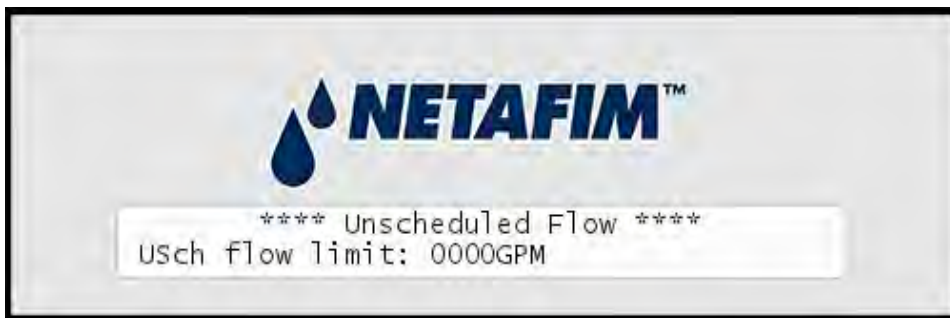 NETAFIM™
**** Unscheduled Flow ****
USch flow limit: 0000GPM